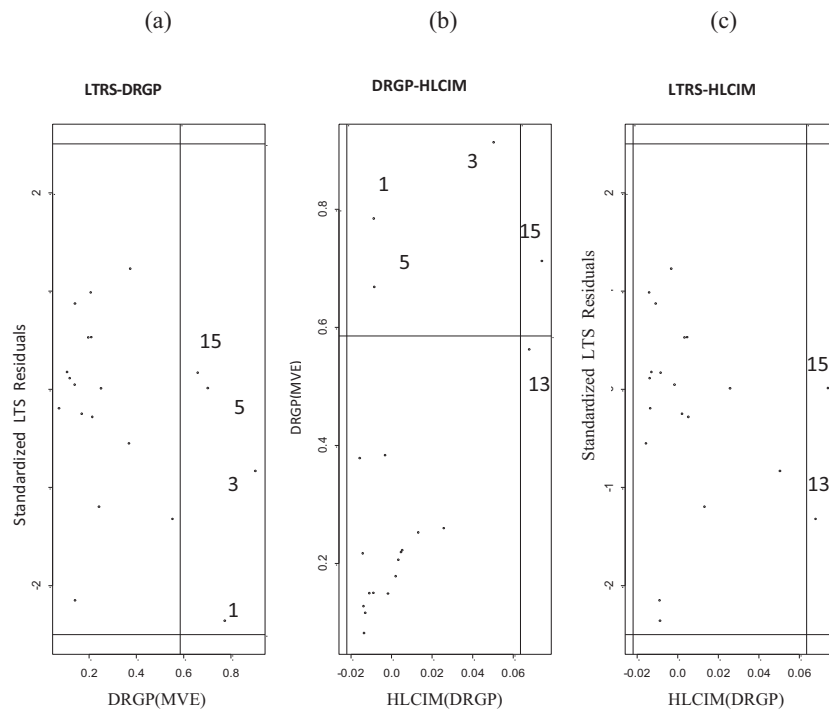 (a)
(b)
(c)
LTRS-DRGP
DRGP-HLCIM
LTRS-HLCIM
Standardized LTS Residuals
2
-2
15
5
3
1
0.2
0.4
0.6
0.8
DRGP(MVE)
DRGP(MVE)
0.8
0.6
0.4
0.2
1
3
5
15
13
-0.02
0.0
0.02
0.04
0.06
HLCIM(DRGP)
Standardized LTS Residuals
2
-1
-2
15
13
-0.02
0.0
0.02
0.04
0.06
HLCIM(DRGP)